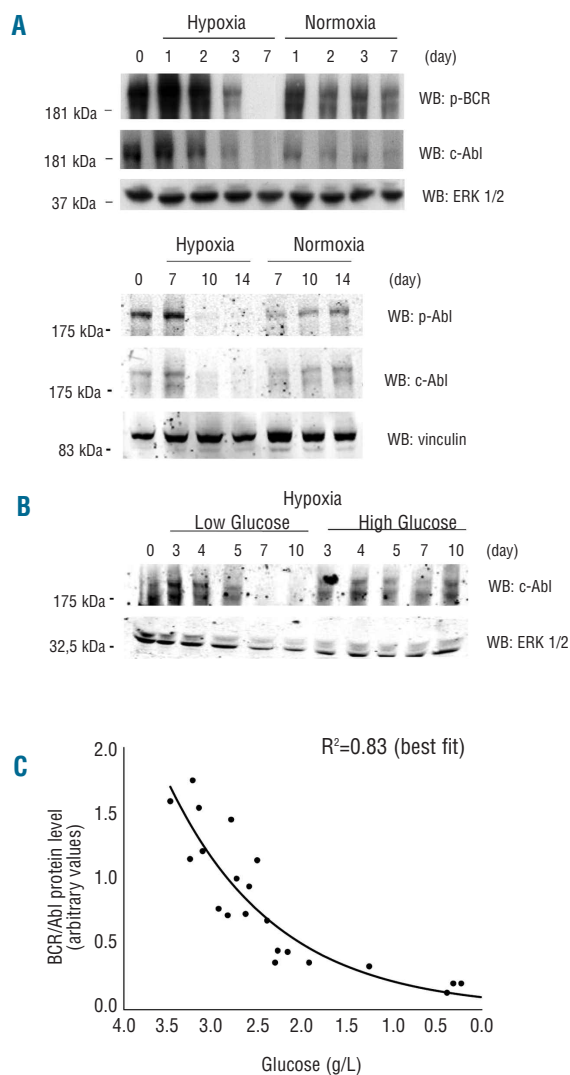 A
Hypoxia Normoxia
0 1 2 3 7 1 2 3 7 (day)
181 kDa WB: p-BCR
181 kDa WB: c-Abl
37 kDa WB: ERK 1/2
Hypoxia Normoxia
0 7 10 14 7 10 14 (day)
175 kDa WB: p-Abl
175 kDa WB: c-Abl
83 kDa WB: vinculin
B
Hypoxia
Low Glucose High Glucose
0 3 4 5 7 10 3 4 5 7 10 (day)
175 kDa WB: c-Abl
32,5 kDa WB: ERK 1/2
C
R²=0.83 (best fit)
BCR/Abl protein level
(arbitrary values)
2.0
1.5
1.0
0.5
0.0
4.0 3.5 3.0 2.5 2.0 1.5 1.0 0.5 0.0
Glucose (g/L)